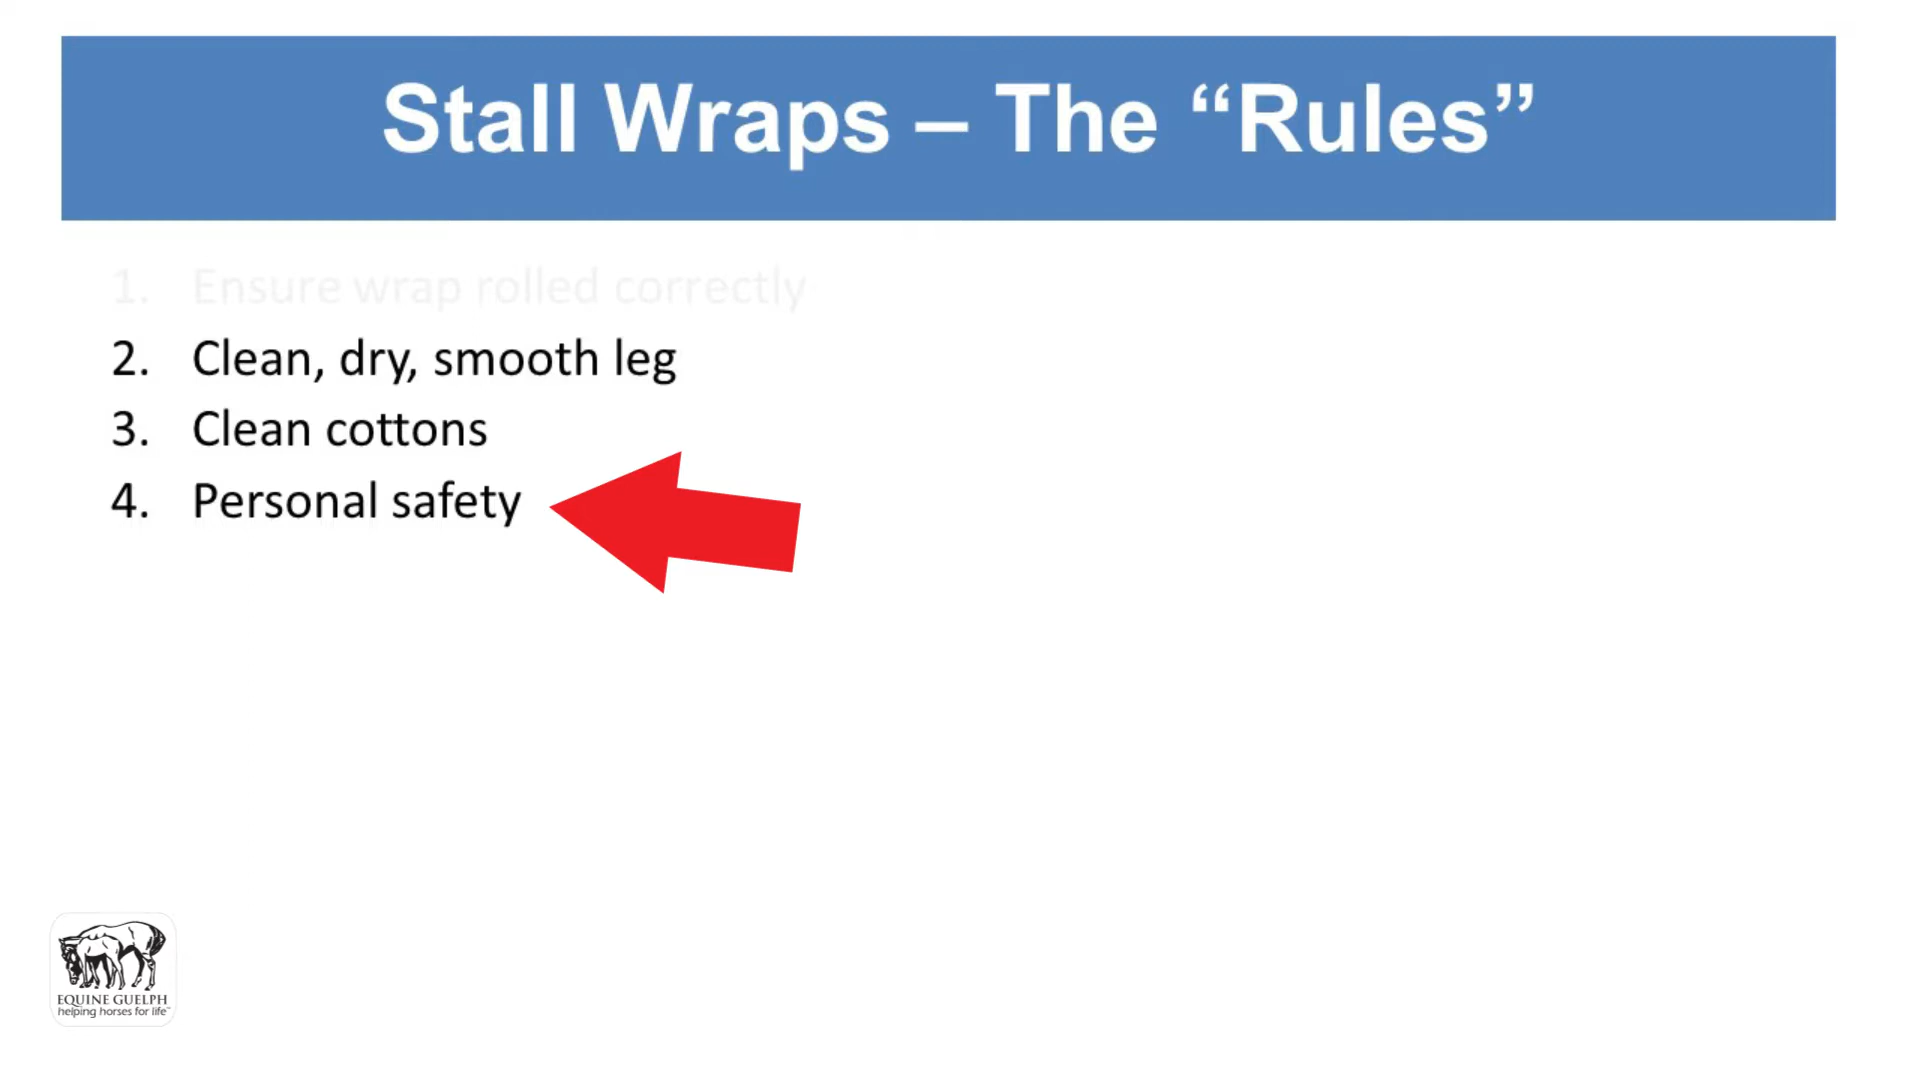 Stall Wraps – The “Rules”
1. Ensure wrap rolled correctly
2. Clean, dry, smooth leg
3. Clean cottons
4. Personal safety
EQUINE GUELPH
helping horses for life™